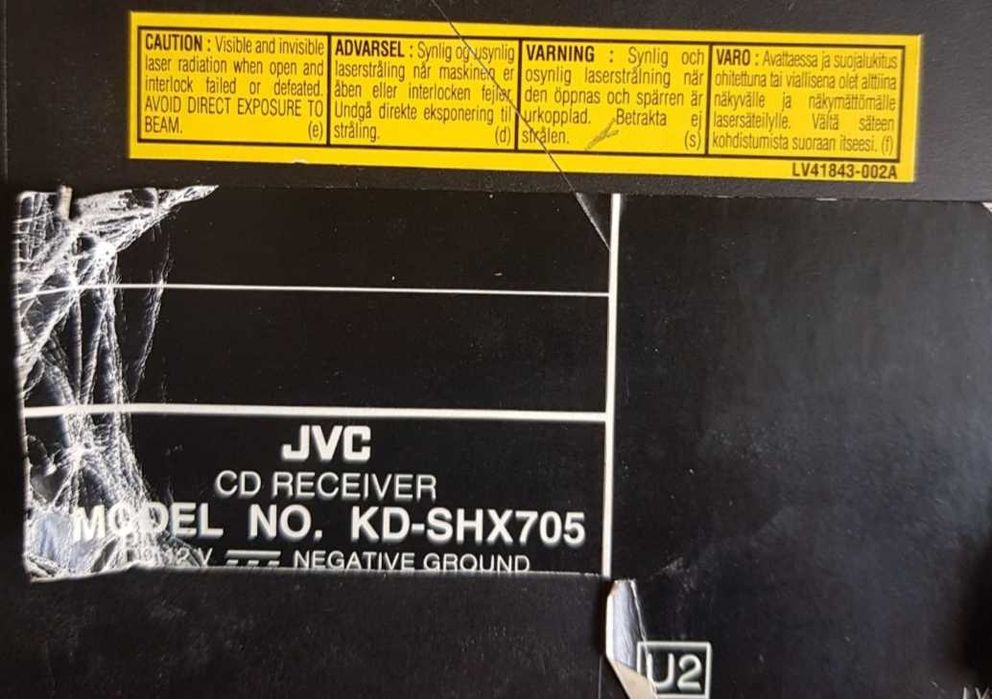 CAUTION : Visible and invisible
laser radiation when open and
interlock failed or defeated.
AVOID DIRECT EXPOSURE TO
BEAM. (e)
ADVARSEL : Synlig og usynlig
laserstråling når maskinen er
åben eller interlocken fejler.
Undgå direkte eksponering til
stråling. (d)
VARNING : Synlig och
osynlig laserstrålning när
den öppnas och spärren är
urkopplad. Betrakta ej
strålen. (s)
VARO : Avattaessa ja suojalukitus
ohitettuna tai viallisena olet alttiina
näkyvälle ja näkymättömälle
lasersäteilylle. Vältä säteen
kohdistumista suoraan itseesi. (f)
LV41843-002A
JVC
CD RECEIVER
MODEL NO. KD-SHX705
12 V NEGATIVE GROUND
U2